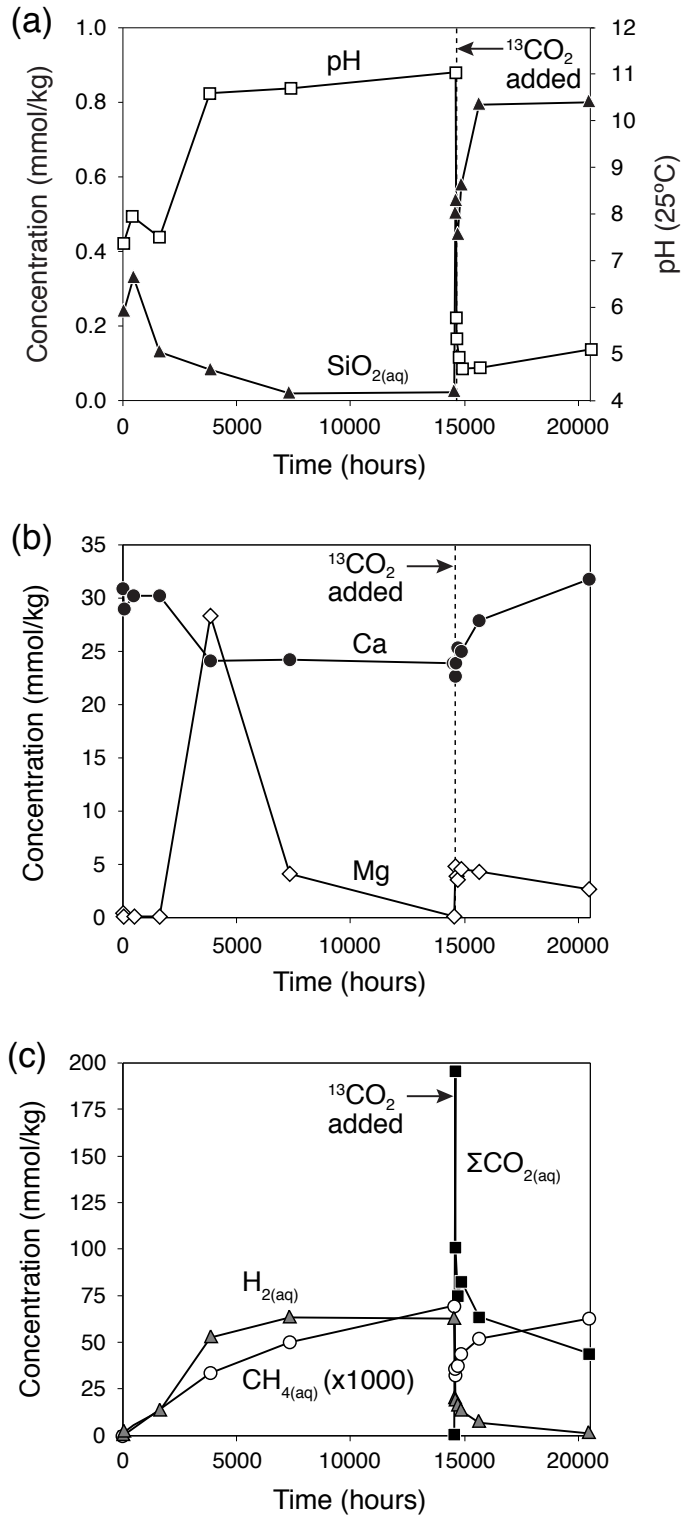 (a)
1.0
0.8
0.6
0.4
0.2
0.0
Concentration (mmol/kg)
12
11
10
9
8
7
6
5
4
pH (25°C)
pH
¹³CO₂
added
SiO₂₍aq₎
0 5000 10000 15000 20000
Time (hours)
(b)
35
30
25
20
15
10
5
0
Concentration (mmol/kg)
¹³CO₂
added
Ca
Mg
0 5000 10000 15000 20000
Time (hours)
(c)
200
175
150
125
100
75
50
25
0
Concentration (mmol/kg)
¹³CO₂
added
ΣCO₂₍aq₎
H₂₍aq₎
CH₄₍aq₎ (x1000)
0 5000 10000 15000 20000
Time (hours)